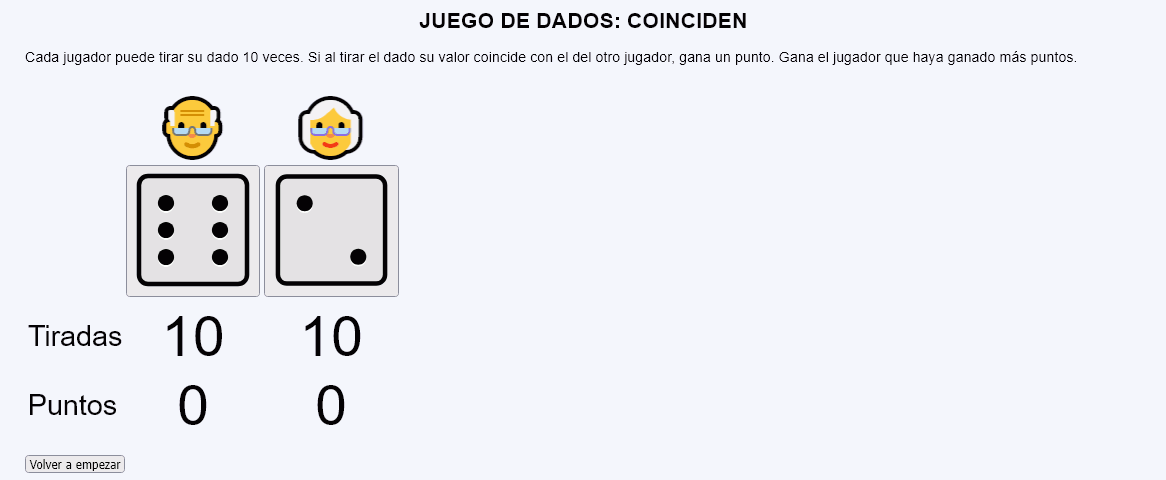 JUEGO DE DADOS: COINCIDEN
Cada jugador puede tirar su dado 10 veces. Si al tirar el dado su valor coincide con el del otro jugador, gana un punto. Gana el jugador que haya ganado más puntos.
Tiradas 10 10
Puntos 0 0
Volver a empezar